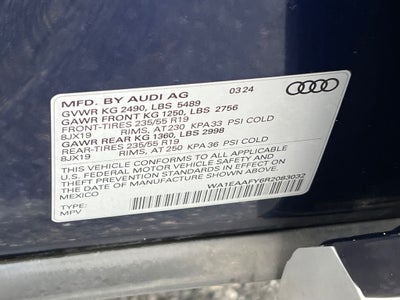 MFD. BY AUDI AG 03 24
GVWR KG 2490, LBS 5489
GAWR FRONT KG 1250, LBS 2756
FRONT-TIRES 235/55 R19
8JX19 RIMS, AT 230 KPA 33 PSI COLD
GAWR REAR KG 1360, LBS 2998
REAR-TIRES 235/55 R19
8JX19 RIMS, AT 250 KPA 36 PSI COLD
THIS VEHICLE CONFORMS TO ALL APPLICABLE
U.S. FEDERAL MOTOR VEHICLE SAFETY AND
THEFT PREVENTION STANDARDS IN EFFECT ON
THE DATE OF MANUFACTURE SHOWN ABOVE.
MEXICO
WA1EAAFY6R2083032
TYPE:
MPV